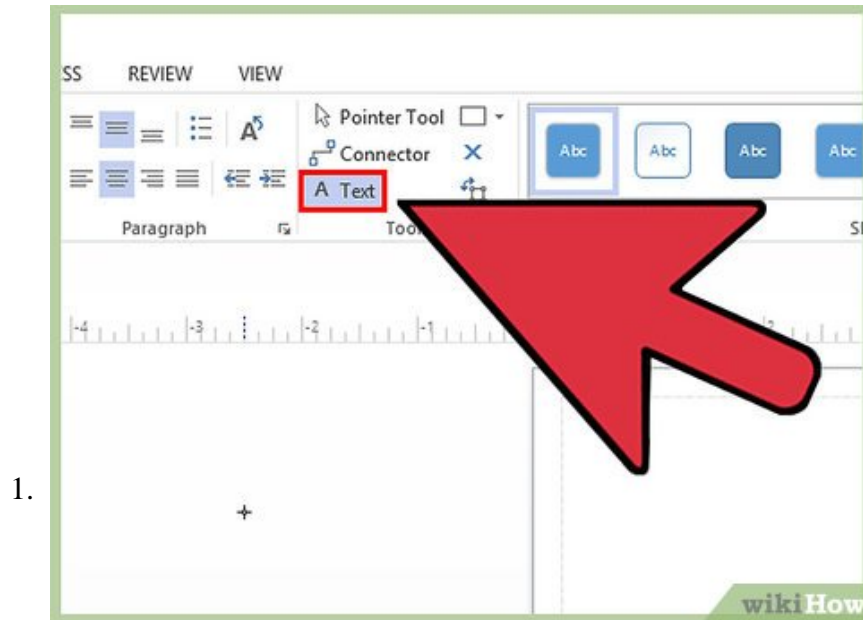 SS REVIEW VIEW
A Pointer Tool
Connector
A Text
Paragraph
-4 -3 -2 -1
Abc Abc Abc Abc
1.
wikiHow